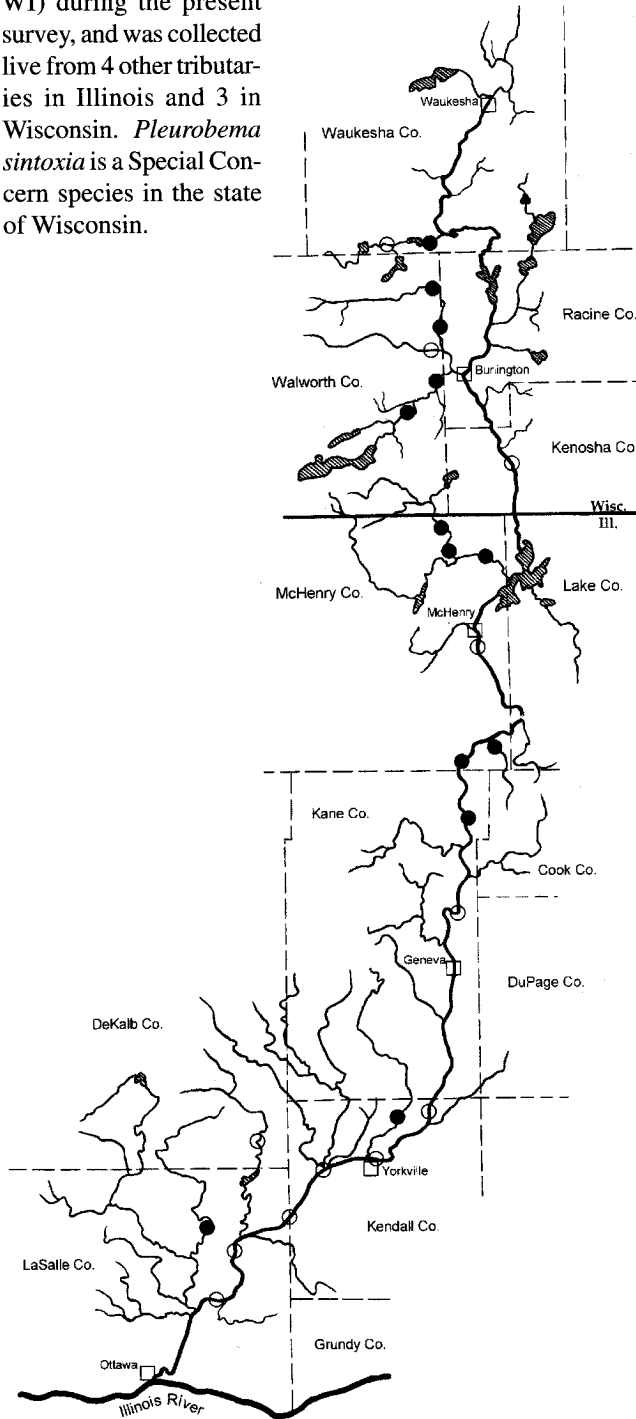 WI) during the present
survey, and was collected
live from 4 other tributar-
ies in Illinois and 3 in
Wisconsin. Pleurobema
sintoxia is a Special Con-
cern species in the state
of Wisconsin.
Waukesha
Waukesha Co.
Racine Co.
Burlington
Walworth Co.
Kenosha Co
Wisc.
Ill.
McHenry Co.
Lake Co.
McHenry
Kane Co.
Cook Co.
Geneva
DuPage Co.
DeKalb Co.
Yorkville
Kendall Co.
LaSalle Co.
Grundy Co.
Ottawa
Illinois River